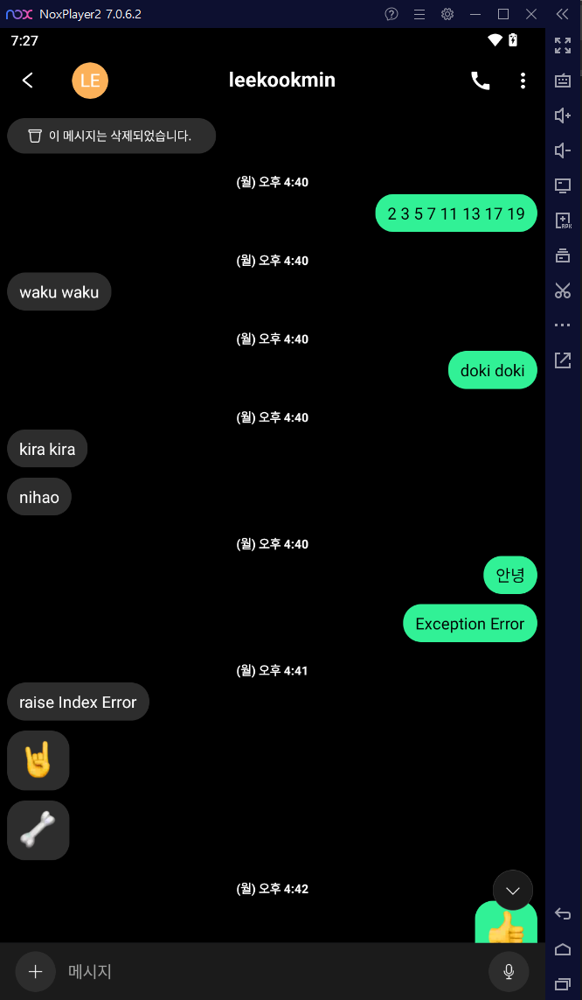 nox NoxPlayer2 7.0.6.2
7:27
LE
leekookmin
이 메시지는 삭제되었습니다.
(월) 오후 4:40
2 3 5 7 11 13 17 19
(월) 오후 4:40
waku waku
(월) 오후 4:40
doki doki
(월) 오후 4:40
kira kira
nihao
(월) 오후 4:40
안녕
Exception Error
(월) 오후 4:41
raise Index Error
(월) 오후 4:42
메시지
APK